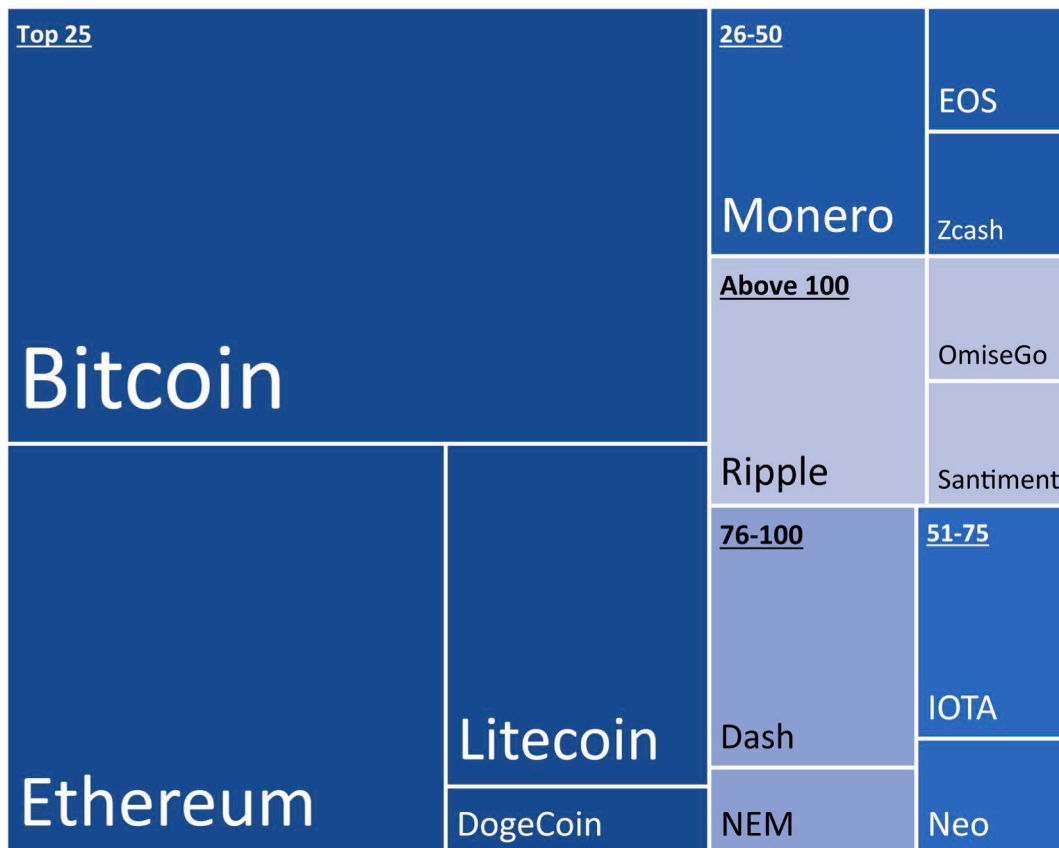 Top 25
Bitcoin
Ethereum
Litecoin
DogeCoin
26-50
Monero
EOS
Zcash
Above 100
Ripple
OmiseGo
Santiment
76-100
Dash
NEM
51-75
IOTA
Neo